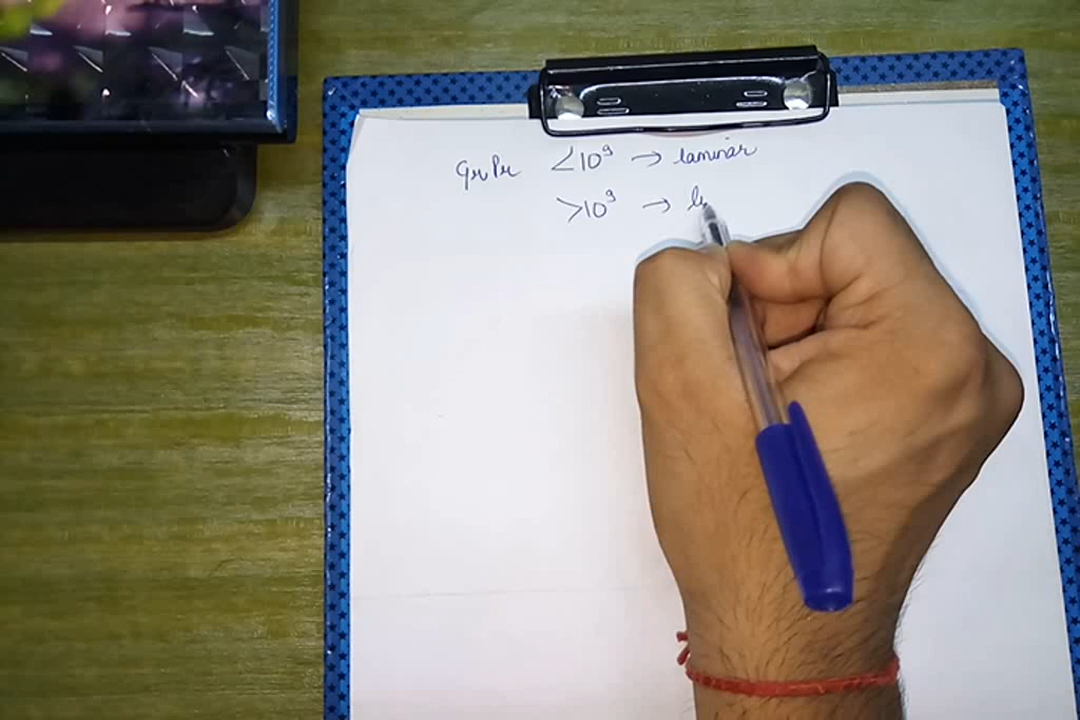 GrPr <10⁹ → laminar
>10⁹ →